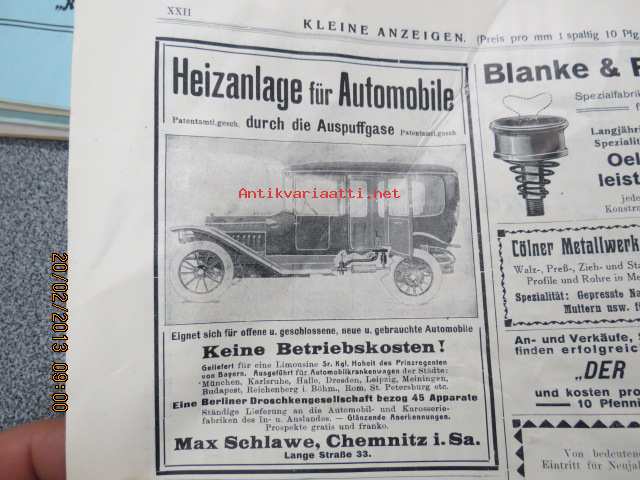 XXII
KLEINE ANZEIGEN.
(Preis pro mm 1 spaltig 10 Pfg
Heizanlage für Automobile
Patentamtl.gesch. durch die Auspuffgase Patentamtl.gesch.
Antikvariaatti.net
Eignet sich für offene u. geschlossene, neue u. gebrauchte Automobile
Keine Betriebskosten!
Geliefert für eine Limousine Sr. Kgl. Hoheit des Prinzregenten
von Bayern. Ausgeführt für Automobilkrankenwagen der Städte:
München, Karlsruhe, Halle, Dresden, Leipzig, Meiningen,
Budapest, Reichenberg i. Böhm., Rom, St. Petersburg etc.
Eine Berliner Droschkengesellschaft bezog 45 Apparate
Ständige Lieferung an die Automobil- und Karosserie-
fabriken des In- u. Auslandes. — Glänzende Anerkennungen.
Prospekte gratis und franko.
Max Schlawe, Chemnitz i. Sa.
Lange Straße 33.
Blanke &
Spezialfabrik
Langjähr
Spezialit
Oel
leist
jede
Konstru
Cölner Metallwerk
Walz-, Preß-, Zieh- und Sta
Profile und Rohre in Me
Spezialität: Gepresste Na
Muttern usw. f
An- und Verkäufe, S
finden erfolgreic
"DER
und kosten pro
10 Pfenni
Von bedeuten
Eintritt für Neujah
20/02/2013 09:00